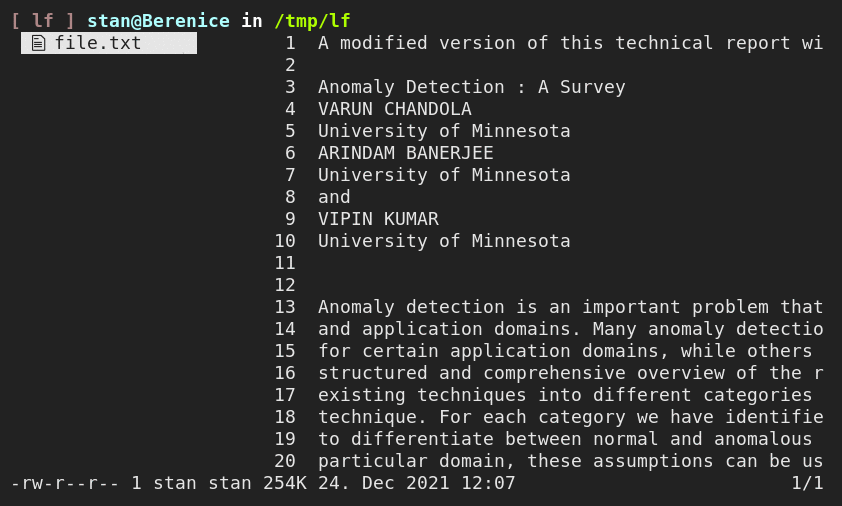 [ lf ] stan@Berenice in /tmp/lf
file.txt
1 A modified version of this technical report wi
2
3 Anomaly Detection : A Survey
4 VARUN CHANDOLA
5 University of Minnesota
6 ARINDAM BANERJEE
7 University of Minnesota
8 and
9 VIPIN KUMAR
10 University of Minnesota
11
12
13 Anomaly detection is an important problem that
14 and application domains. Many anomaly detectio
15 for certain application domains, while others
16 structured and comprehensive overview of the r
17 existing techniques into different categories
18 technique. For each category we have identifie
19 to differentiate between normal and anomalous
20 particular domain, these assumptions can be us
-rw-r--r-- 1 stan stan 254K 24. Dec 2021 12:07 1/1